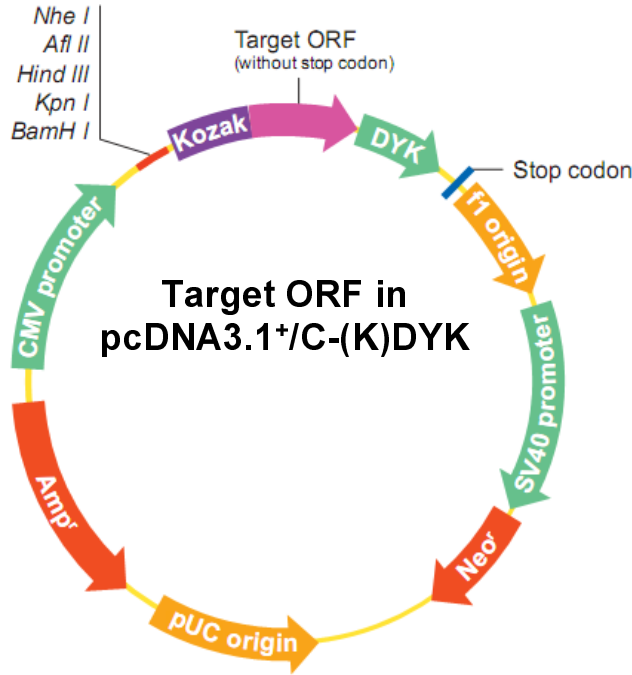 Nhe I
Afl II
Hind III
Kpn I
BamH I
Target ORF
(without stop codon)
Kozak
DYK
Stop codon
f1 origin
CMV promoter
Target ORF in
pcDNA3.1⁺/C-(K)DYK
SV40 promoter
Ampʳ
Neoʳ
pUC origin